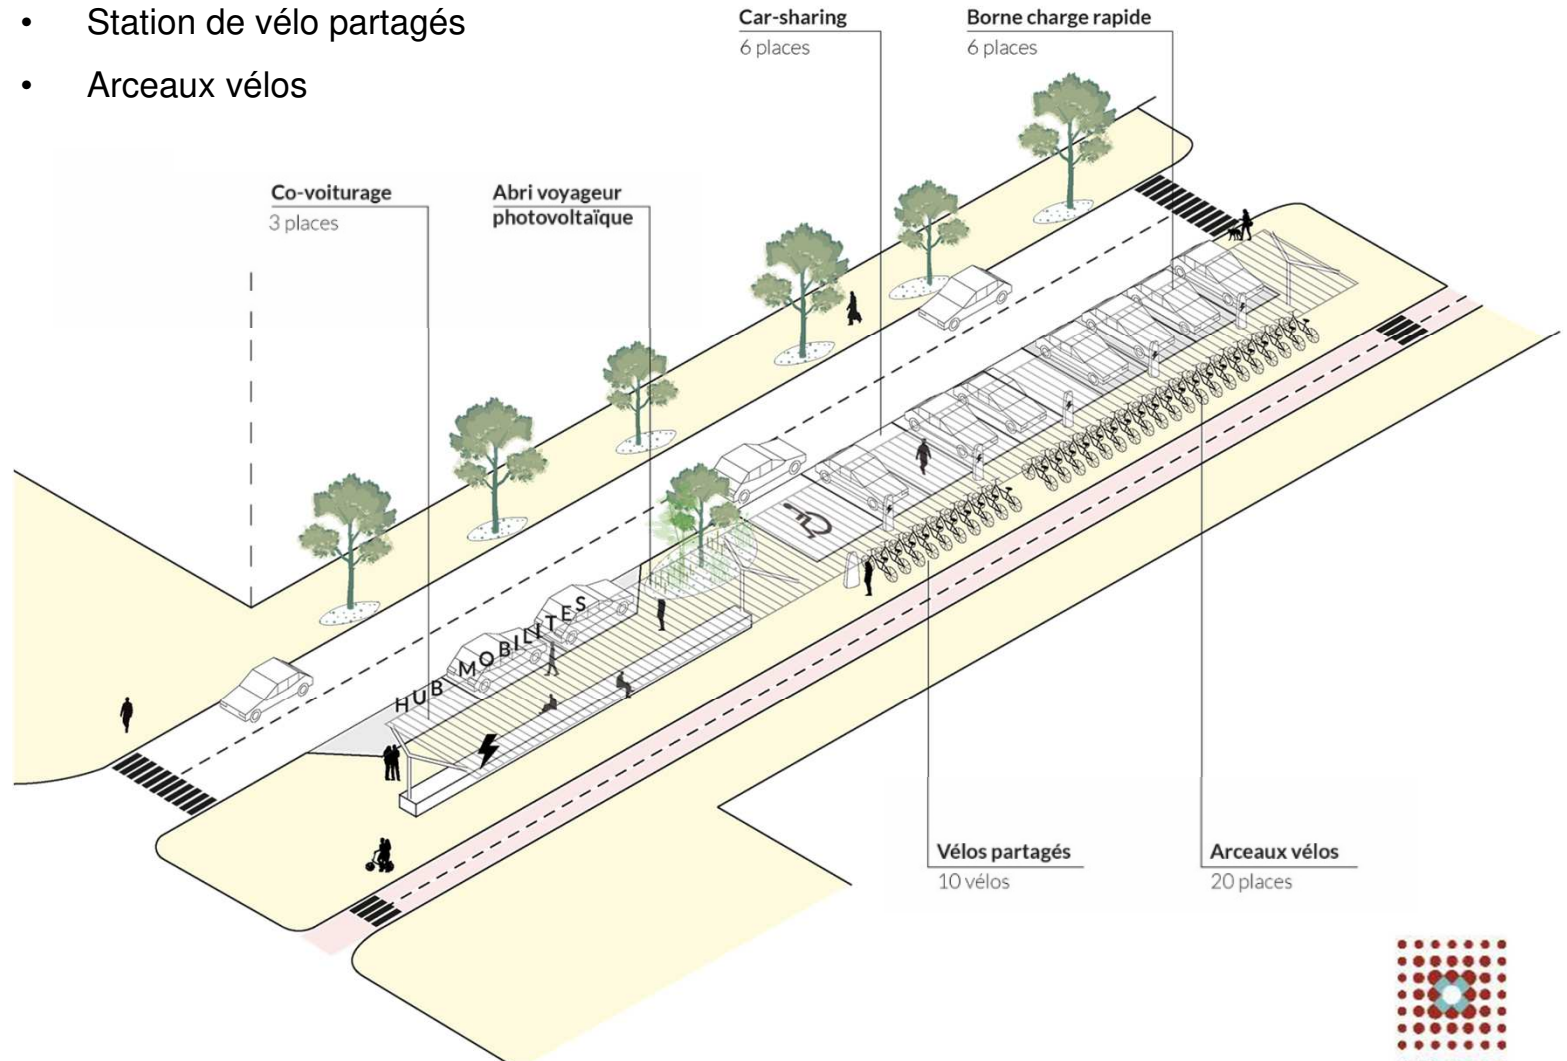 • Station de vélo partagés
• Arceaux vélos
Car-sharing
6 places
Borne charge rapide
6 places
Co-voiturage
3 places
Abri voyageur
photovoltaïque
HUB MOBILITES
Vélos partagés
10 vélos
Arceaux vélos
20 places